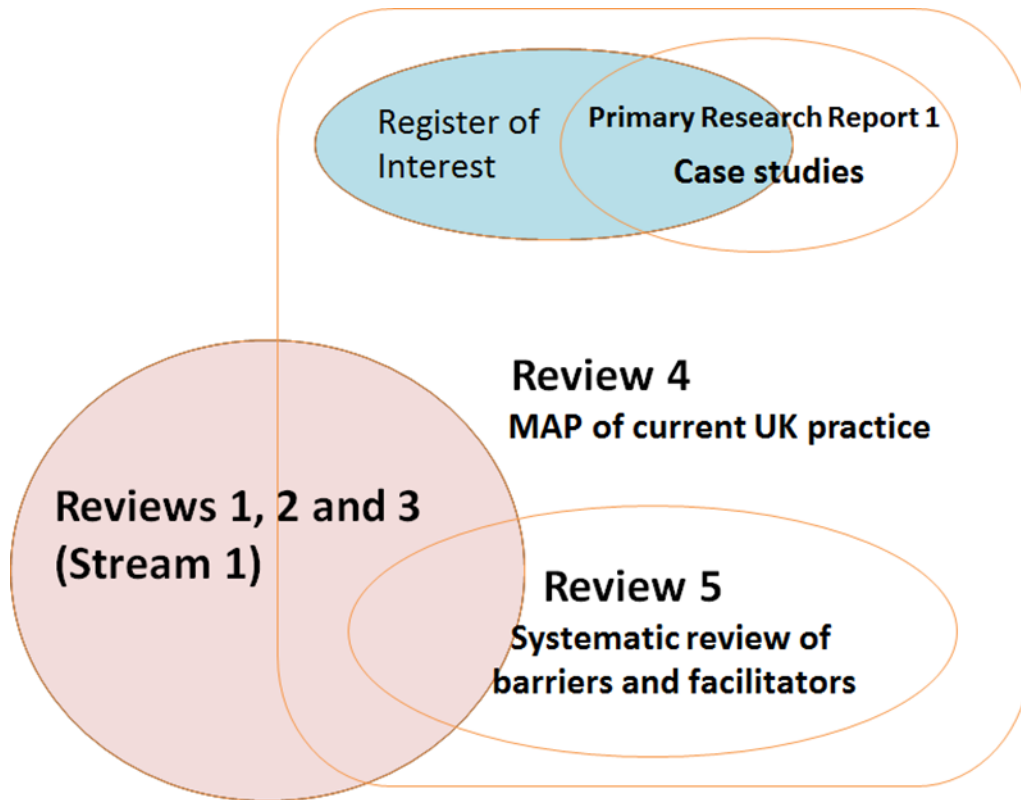 Register of
Interest
Primary Research Report 1
Case studies
Review 4
MAP of current UK practice
Reviews 1, 2 and 3
(Stream 1)
Review 5
Systematic review of
barriers and facilitators